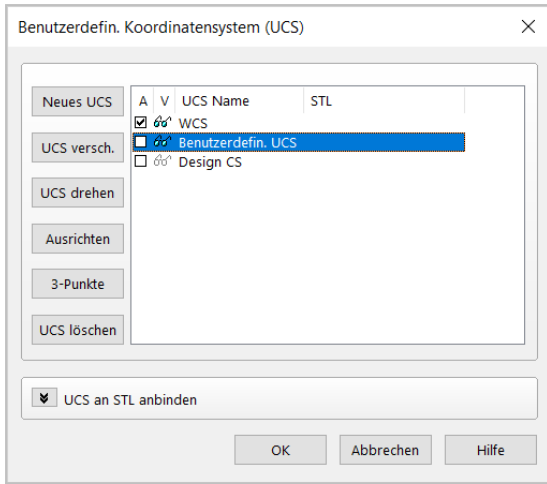 Benutzerdefin. Koordinatensystem (UCS)
Neues UCS
UCS versch.
UCS drehen
Ausrichten
3-Punkte
UCS löschen
A V UCS Name STL
WCS
Benutzerdefin. UCS
Design CS
UCS an STL anbinden
OK Abbrechen Hilfe